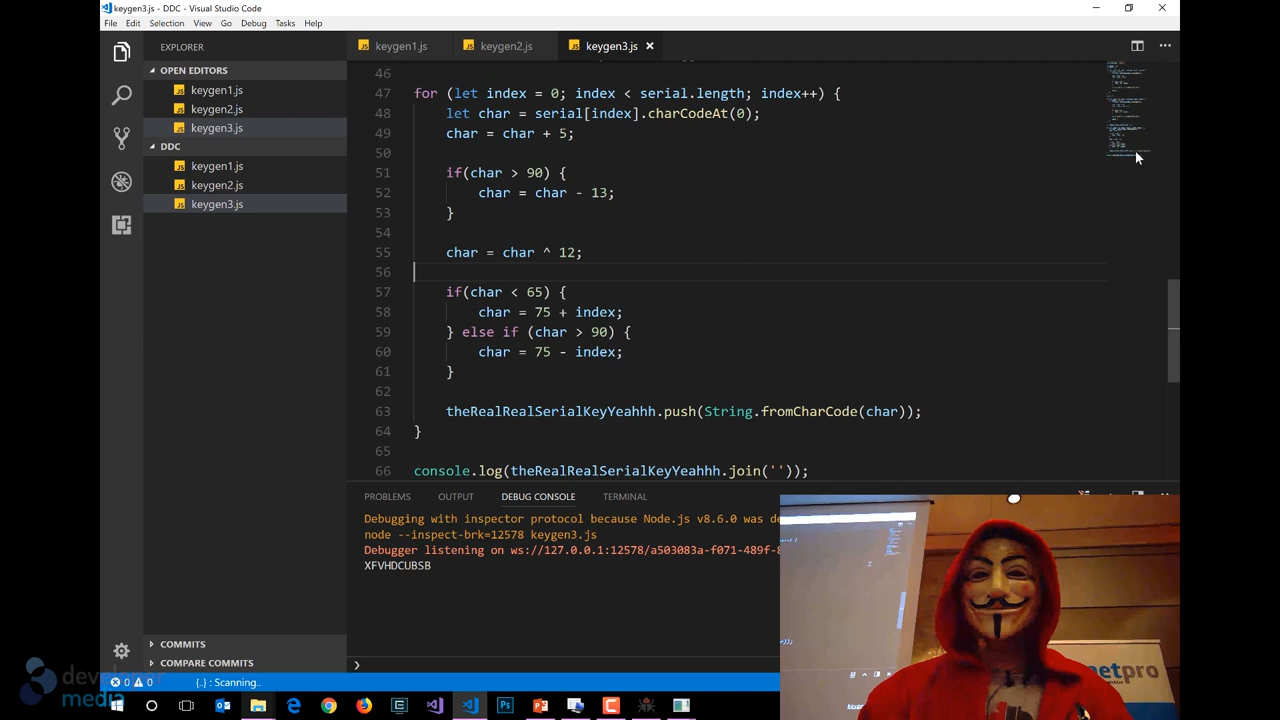 keygen3.js - DDC - Visual Studio Code
File Edit Selection View Go Debug Tasks Help
EXPLORER
OPEN EDITORS
keygen1.js
keygen2.js
keygen3.js
DDC
keygen1.js
keygen2.js
keygen3.js
COMMITS
COMPARE COMMITS
keygen1.js keygen2.js keygen3.js
46
47 for (let index = 0; index < serial.length; index++) {
48 let char = serial[index].charCodeAt(0);
49 char = char + 5;
50
51 if(char > 90) {
52 char = char - 13;
53 }
54
55 char = char ^ 12;
56
57 if(char < 65) {
58 char = 75 + index;
59 } else if (char > 90) {
60 char = 75 - index;
61 }
62
63 theRealRealSerialKeyYeahhh.push(String.fromCharCode(char));
64 }
65
66 console.log(theRealRealSerialKeyYeahhh.join(''));
PROBLEMS OUTPUT DEBUG CONSOLE TERMINAL
Debugging with inspector protocol because Node.js v8.6.0 was
node --inspect-brk=12578 keygen3.js
Debugger listening on ws://127.0.0.1:12578/a503083a-f071-489f-
XFVHDCUBSB
etpro
developer
media
0 0 {..} : Scanning..